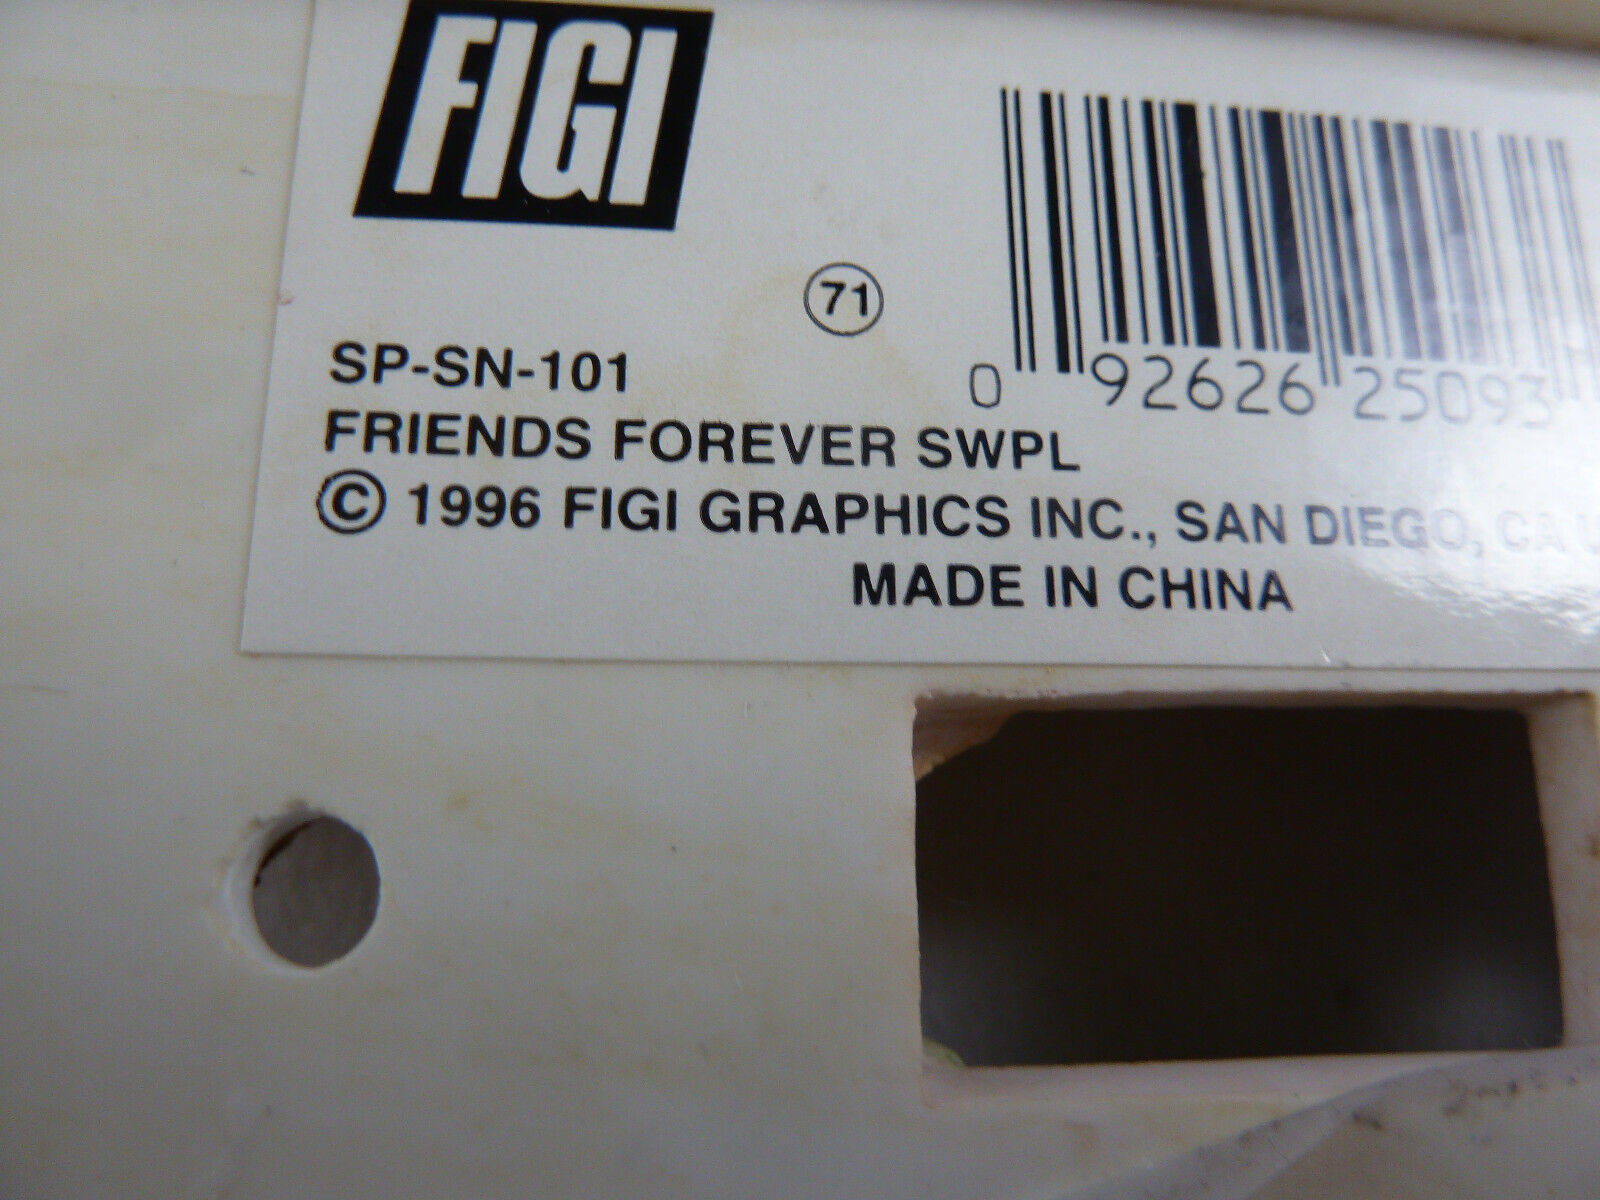 FIGI
71
SP-SN-101
0 92626 25093
FRIENDS FOREVER SWPL
© 1996 FIGI GRAPHICS INC., SAN DIEGO, CA U
MADE IN CHINA